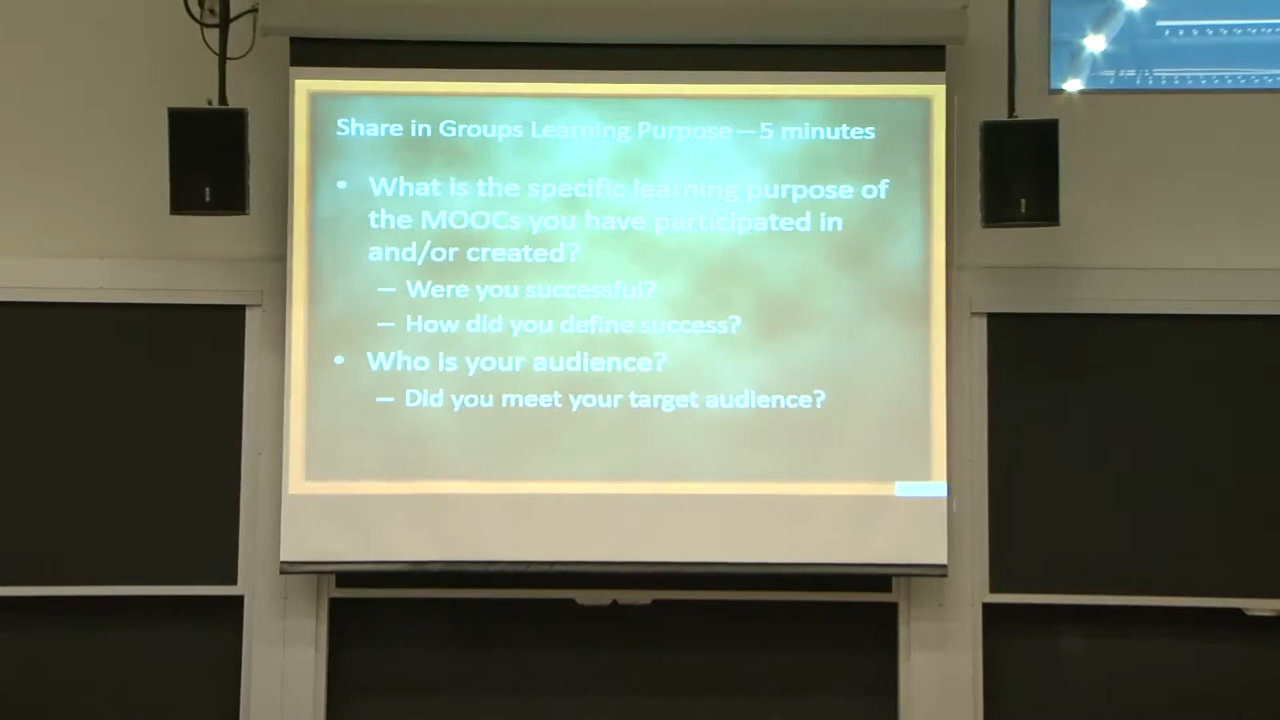 Share in Groups Learning Purpose – 5 minutes
• What is the specific learning purpose of
the MOOCs you have participated in
and/or created?
– Were you successful?
– How did you define success?
• Who is your audience?
– Did you meet your target audience?